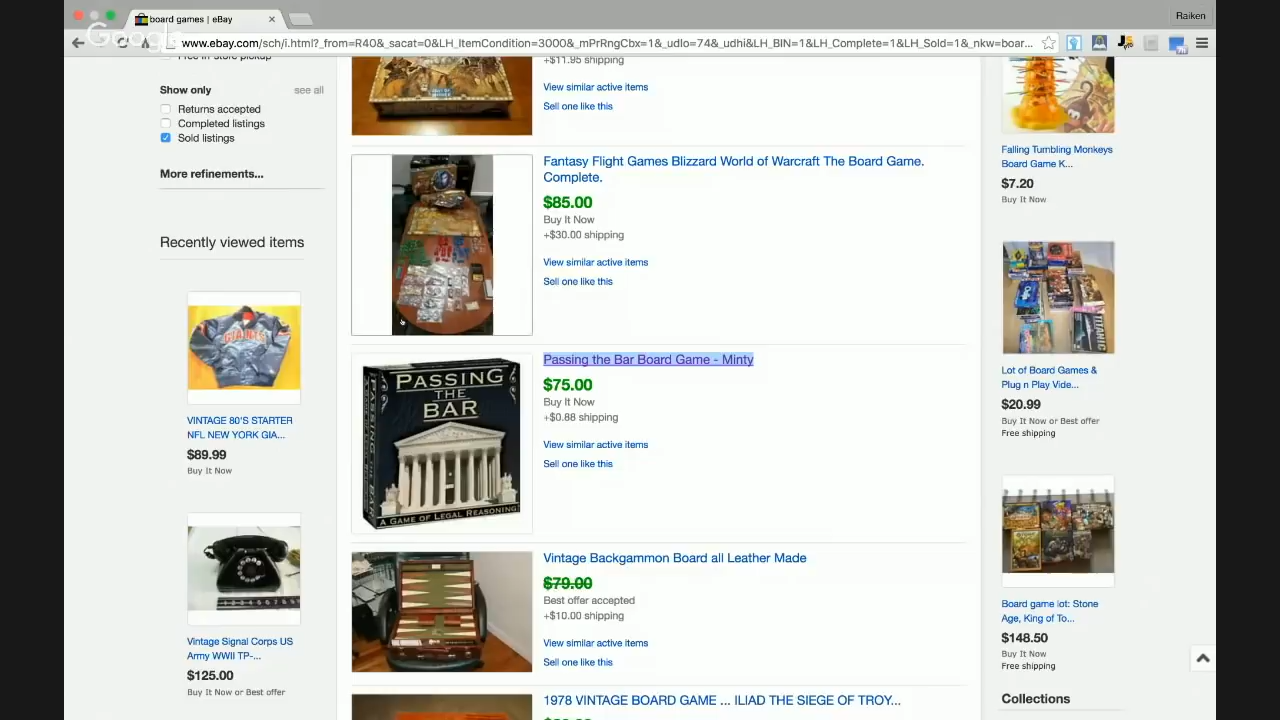 board games | eBay
Raiken
Google
www.ebay.com/sch/i.html?_from=R40&_sacat=0&LH_ItemCondition=3000&_mPrRngCbx=1&_udlo=74&_udhi&LH_BIN=1&LH_Complete=1&LH_Sold=1&_nkw=boar...
Free in-store pickup
Show only
see all
Returns accepted
Completed listings
Sold listings
More refinements...
Recently viewed items
VINTAGE 80'S STARTER
NFL NEW YORK GIA...
$89.99
Buy It Now
Vintage Signal Corps US
Army WWII TP-...
$125.00
Buy It Now or Best offer
+$11.95 shipping
View similar active items
Sell one like this
Fantasy Flight Games Blizzard World of Warcraft The Board Game.
Complete.
$85.00
Buy It Now
+$30.00 shipping
View similar active items
Sell one like this
PASSING
THE
BAR
A GAME OF LEGAL REASONING!
PASSING THE BAR
Passing the Bar Board Game - Minty
$75.00
Buy It Now
+$0.88 shipping
View similar active items
Sell one like this
Vintage Backgammon Board all Leather Made
$79.00
Best offer accepted
+$10.00 shipping
View similar active items
Sell one like this
1978 VINTAGE BOARD GAME ... ILIAD THE SIEGE OF TROY...
Falling Tumbling Monkeys
Board Game K...
$7.20
Buy It Now
TITANIC
Lot of Board Games &
Plug n Play Vide...
$20.99
Buy It Now or Best offer
Free shipping
Board game lot: Stone
Age, King of To...
$148.50
Buy It Now
Free shipping
Collections